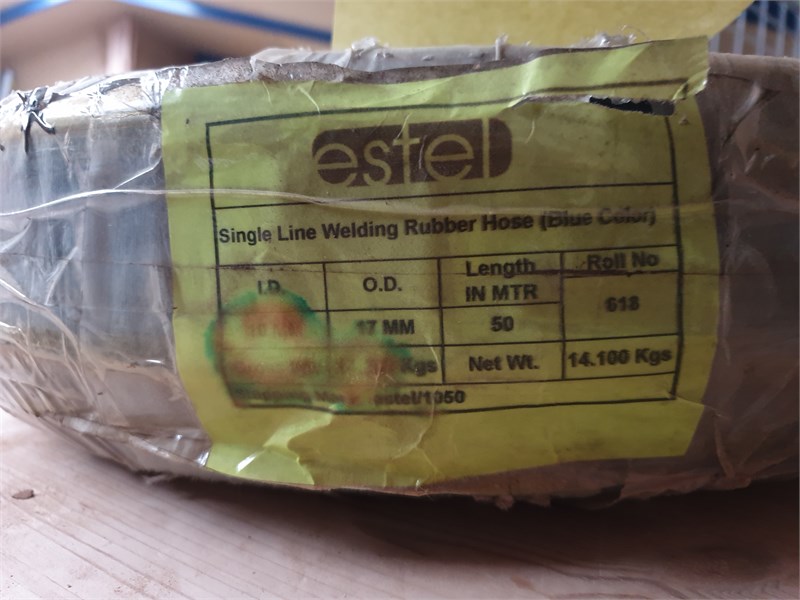 estel
Single Line Welding Rubber Hose (Blue Color)
I.D.
O.D.
Length
IN MTR
Roll No
618
17 MM
50
Kgs
Net Wt.
14.100 Kgs
estel/1050